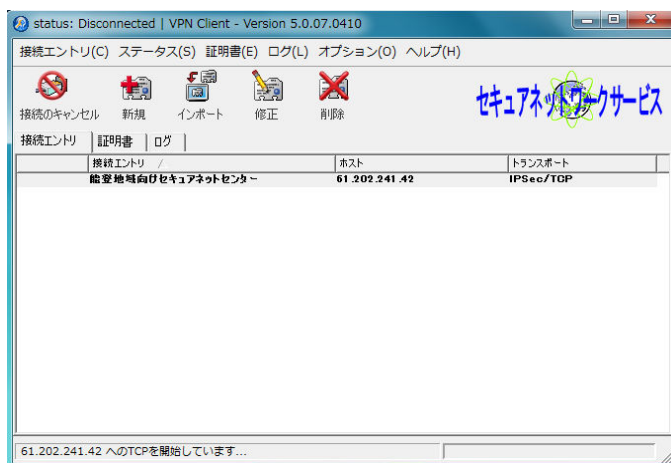 status: Disconnected | VPN Client - Version 5.0.07.0410
接続エントリ(C) ステータス(S) 証明書(E) ログ(L) オプション(O) ヘルプ(H)
接続のキャンセル 新規 インポート 修正 削除
セキュアネットワークサービス
接続エントリ 証明書 ログ
接続エントリ / ホスト トランスポート
能登地域向けセキュアネットセンター 61.202.241.42 IPSec/TCP
61.202.241.42 へのTCPを開始しています...